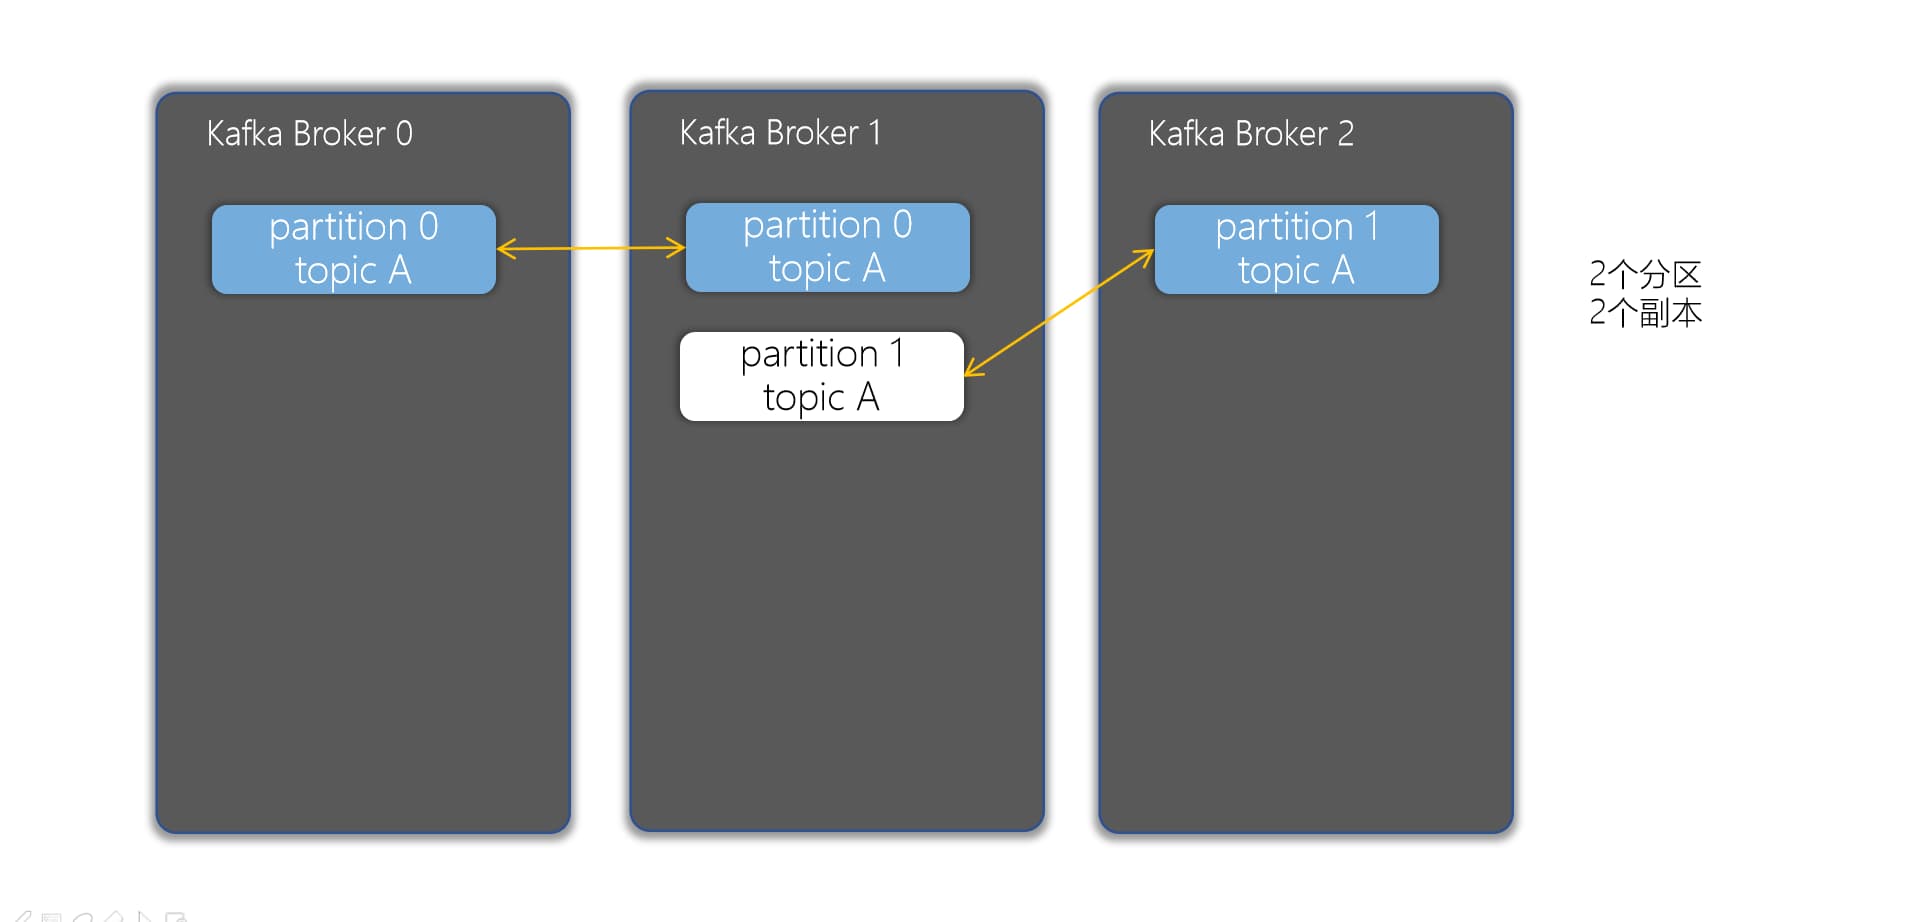 Kafka Broker 0
partition 0
topic A
Kafka Broker 1
partition 0
topic A
partition 1
topic A
Kafka Broker 2
partition 1
topic A
2个分区
2个副本